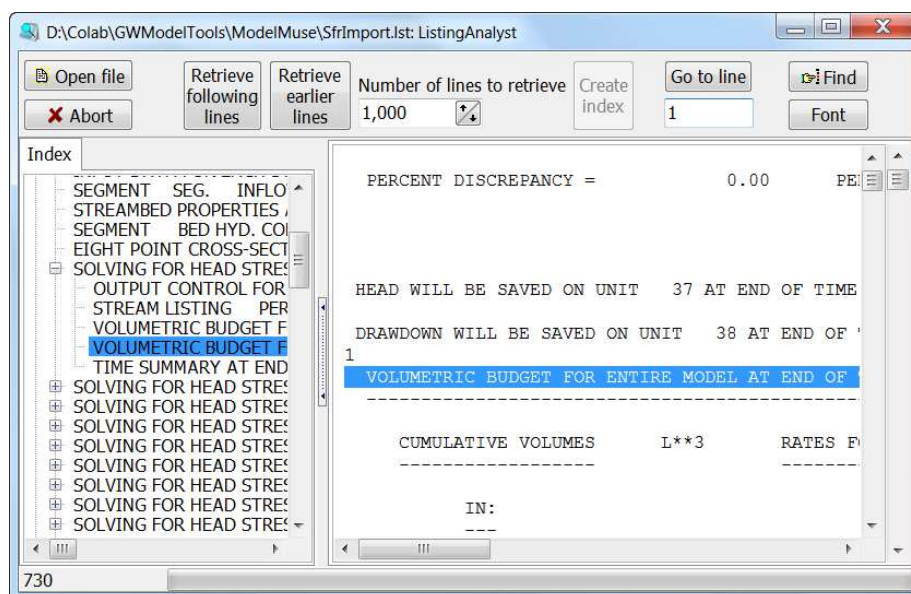 D:\Colab\GWModelTools\ModelMuse\SfrImport.lst: ListingAnalyst
Open file
Abort
Retrieve
following
lines
Retrieve
earlier
lines
Number of lines to retrieve
1,000
Create
index
Go to line
1
Find
Font
Index
SEGMENT SEG. INFLO
STREAMBED PROPERTIES
SEGMENT BED HYD. CO
EIGHT POINT CROSS-SECT
SOLVING FOR HEAD STRES
OUTPUT CONTROL FOR
STREAM LISTING PER
VOLUMETRIC BUDGET F
VOLUMETRIC BUDGET F
TIME SUMMARY AT END
SOLVING FOR HEAD STRES
SOLVING FOR HEAD STRES
SOLVING FOR HEAD STRES
SOLVING FOR HEAD STRES
SOLVING FOR HEAD STRES
SOLVING FOR HEAD STRES
SOLVING FOR HEAD STRES
SOLVING FOR HEAD STRES
PERCENT DISCREPANCY = 0.00 PE
HEAD WILL BE SAVED ON UNIT 37 AT END OF TIME
DRAWDOWN WILL BE SAVED ON UNIT 38 AT END OF
1
VOLUMETRIC BUDGET FOR ENTIRE MODEL AT END OF
------------------------------------------------
CUMULATIVE VOLUMES L**3 RATES F
------------------ -------
IN:
---
730